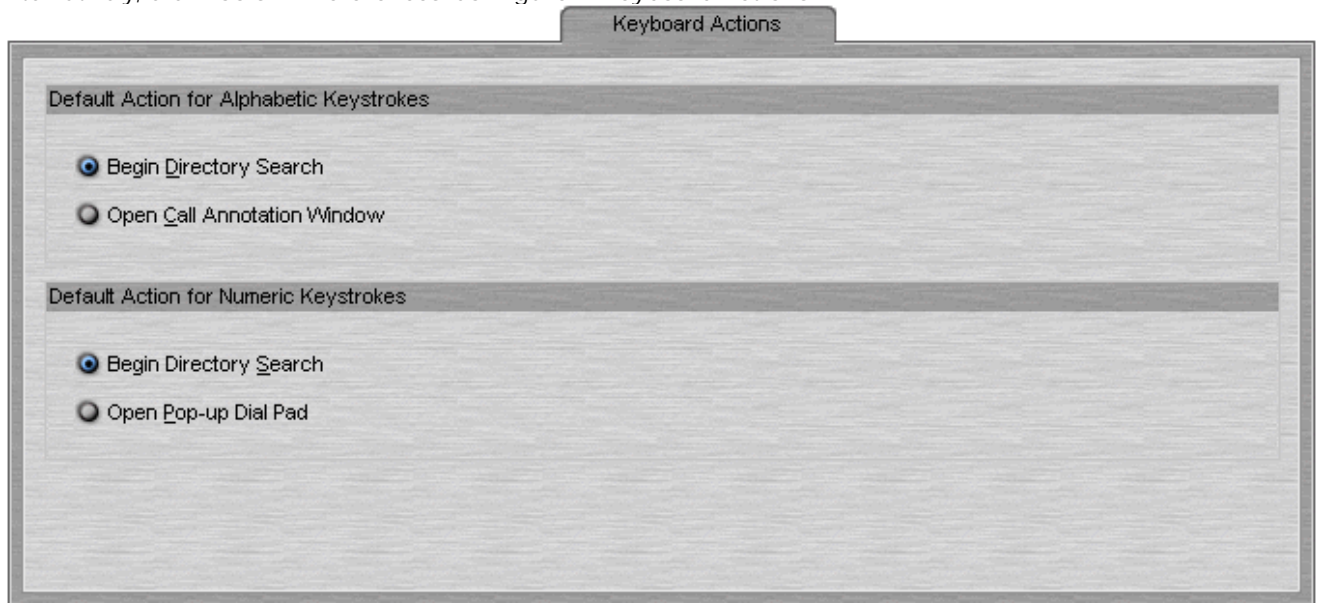 Keyboard Actions
Default Action for Alphabetic Keystrokes
Begin Directory Search
Open Call Annotation Window
Default Action for Numeric Keystrokes
Begin Directory Search
Open Pop-up Dial Pad